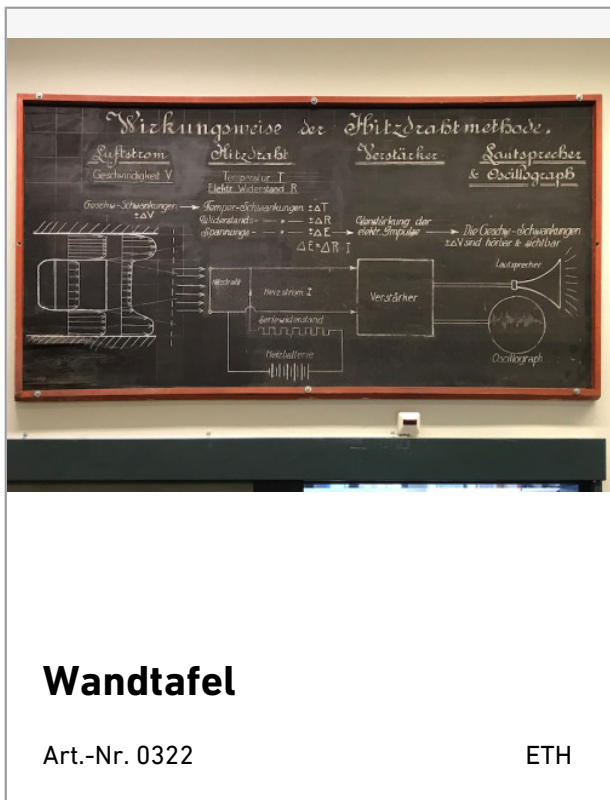 Wirkungsweise der Hitzdrahtmethode.
Luftstrom Hitzdraht Verstärker Lautsprecher
& Oscillograph
Geschwindigkeit V Temperatur T
Elektr. Widerstand R
Geschw.-Schwankungen Temper-Schwankungen ±ΔT
±ΔV Widerstand- " ±ΔR Verstärkung der
Spannungs- " ±ΔE elektr. Impulse Die Geschw.-Schwankungen
ΔE=ΔR·I ±ΔV sind hörbar & sichtbar
Lautsprecher
Hitzdraht Heizstrom I Verstärker
Seriewiderstand
Heizbatterie Oscillograph
Wandtafel
Art.-Nr. 0322 ETH